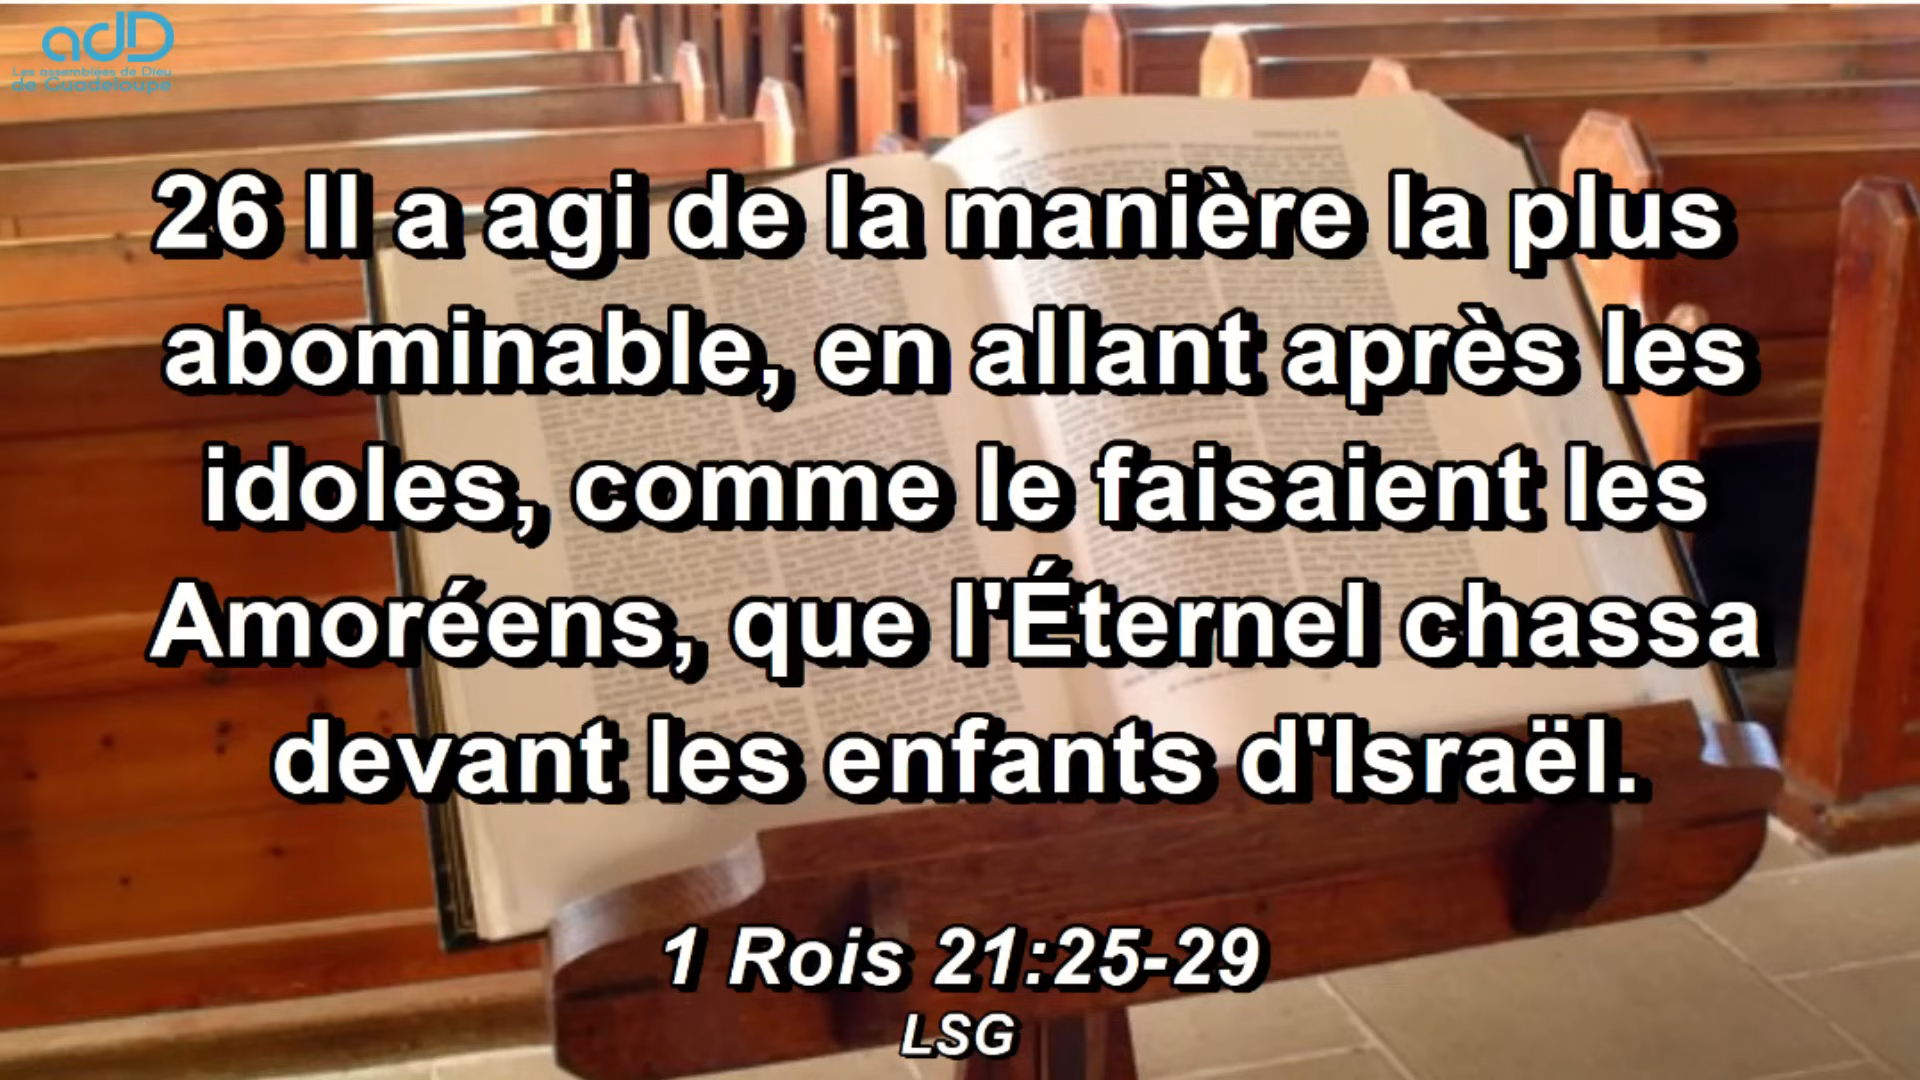 adD
Les assemblées de Dieu
de Guadeloupe
26 Il a agi de la manière la plus
abominable, en allant après les
idoles, comme le faisaient les
Amoréens, que l'Éternel chassa
devant les enfants d'Israël.
1 Rois 21:25-29
LSG